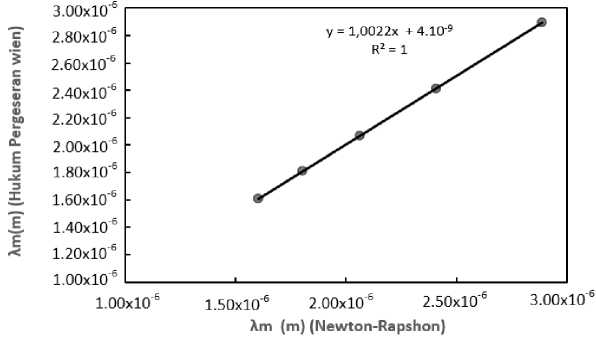 3.00x10⁻⁶
2.80x10⁻⁶
2.60x10⁻⁶
2.40x10⁻⁶
2.20x10⁻⁶
2.00x10⁻⁶
1.80x10⁻⁶
1.60x10⁻⁶
1.40x10⁻⁶
1.20x10⁻⁶
1.00x10⁻⁶
λm(m) (Hukum Pergeseran wien)
y = 1,0022x + 4.10⁻⁹
R² = 1
1.00x10⁻⁶ 1.50x10⁻⁶ 2.00x10⁻⁶ 2.50x10⁻⁶ 3.00x10⁻⁶
λm (m) (Newton-Rapshon)